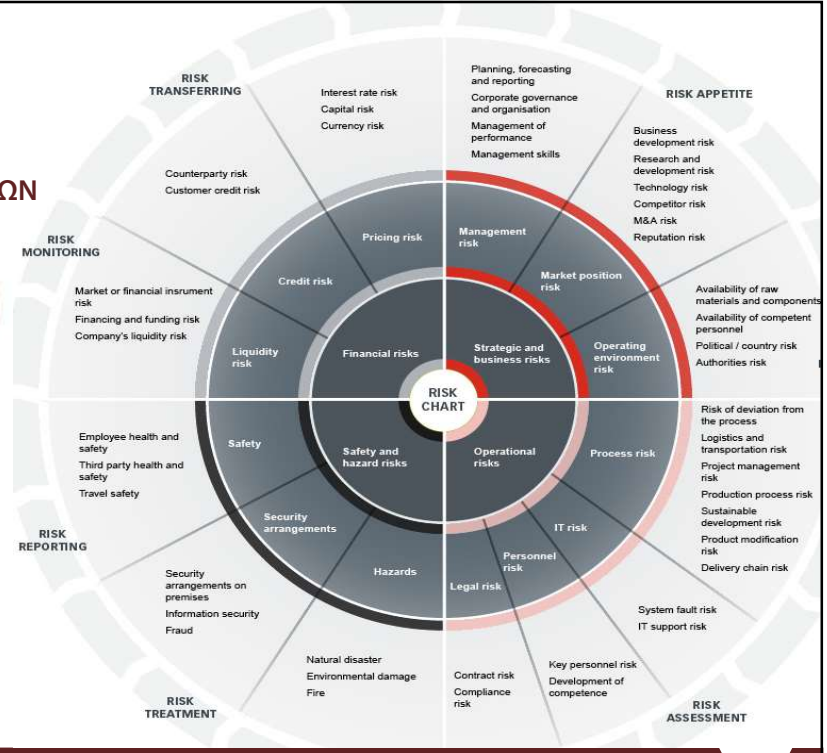 RISK
TRANSFERRING
Interest rate risk
Capital risk
Currency risk
Planning, forecasting
and reporting
Corporate governance
and organisation
Management of
performance
Management skills
RISK APPETITE
Business
development risk
Research and
development risk
Technology risk
Competitor risk
M&A risk
Reputation risk
Counterparty risk
Customer credit risk
ΩΝ
RISK
MONITORING
Market or financial insrument
risk
Financing and funding risk
Company's liquidity risk
Pricing risk
Credit risk
Liquidity
risk
Management
risk
Market position
risk
Operating
environment
risk
Availability of raw
materials and components
Availability of competent
personnel
Political / country risk
Authorities risk
Financial risks
Strategic and
business risks
RISK
CHART
Safety and
hazard risks
Operational
risks
Employee health and
safety
Third party health and
safety
Travel safety
Safety
Security
arrangements
Hazards
Process risk
IT risk
Personnel
risk
Legal risk
Risk of deviation from
the process
Logistics and
transportation risk
Project management
risk
Production process risk
Sustainable
development risk
Product modification
risk
Delivery chain risk
RISK
REPORTING
Security
arrangements on
premises
Information security
Fraud
System fault risk
IT support risk
Natural disaster
Environmental damage
Fire
Contract risk
Compliance
risk
Key personnel risk
Development of
competence
RISK
TREATMENT
RISK
ASSESSMENT